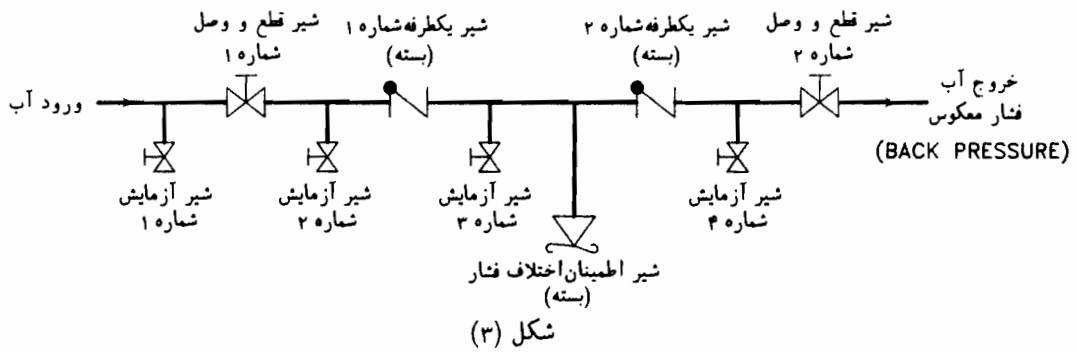 شیر قطع و وصل
شماره ۱
شیر یکطرفه شماره ۱
(بسته)
شیر یکطرفه شماره ۲
(بسته)
شیر قطع و وصل
شماره ۲
ورود آب
خروج آب
فشار معکوس
(BACK PRESSURE)
شیر آزمایش
شماره ۱
شیر آزمایش
شماره ۲
شیر آزمایش
شماره ۳
شیر آزمایش
شماره ۴
شیر اطمینان اختلاف فشار
(بسته)
شکل (۳)